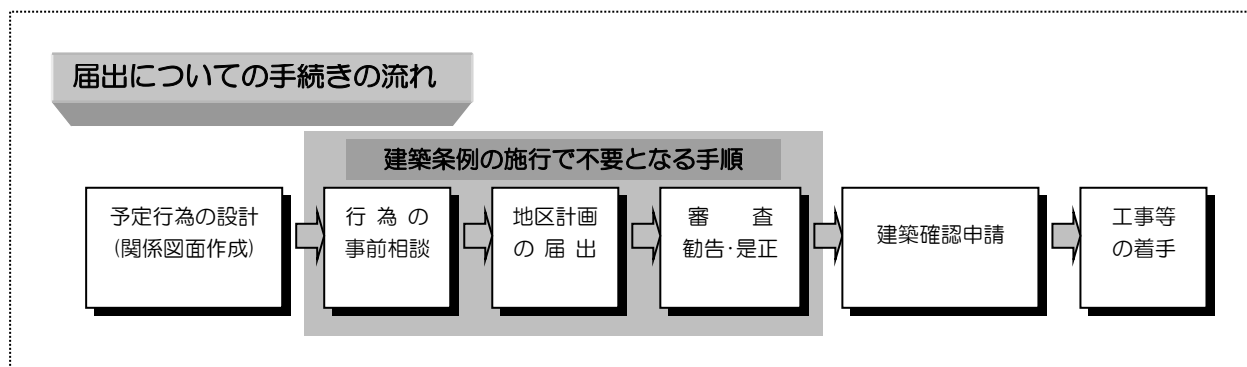 届出についての手続きの流れ
建築条例の施行で不要となる手順
予定行為の設計
(関係図面作成)
行為の
事前相談
地区計画
の届出
審　査
勧告･是正
建築確認申請
工事等
の着手